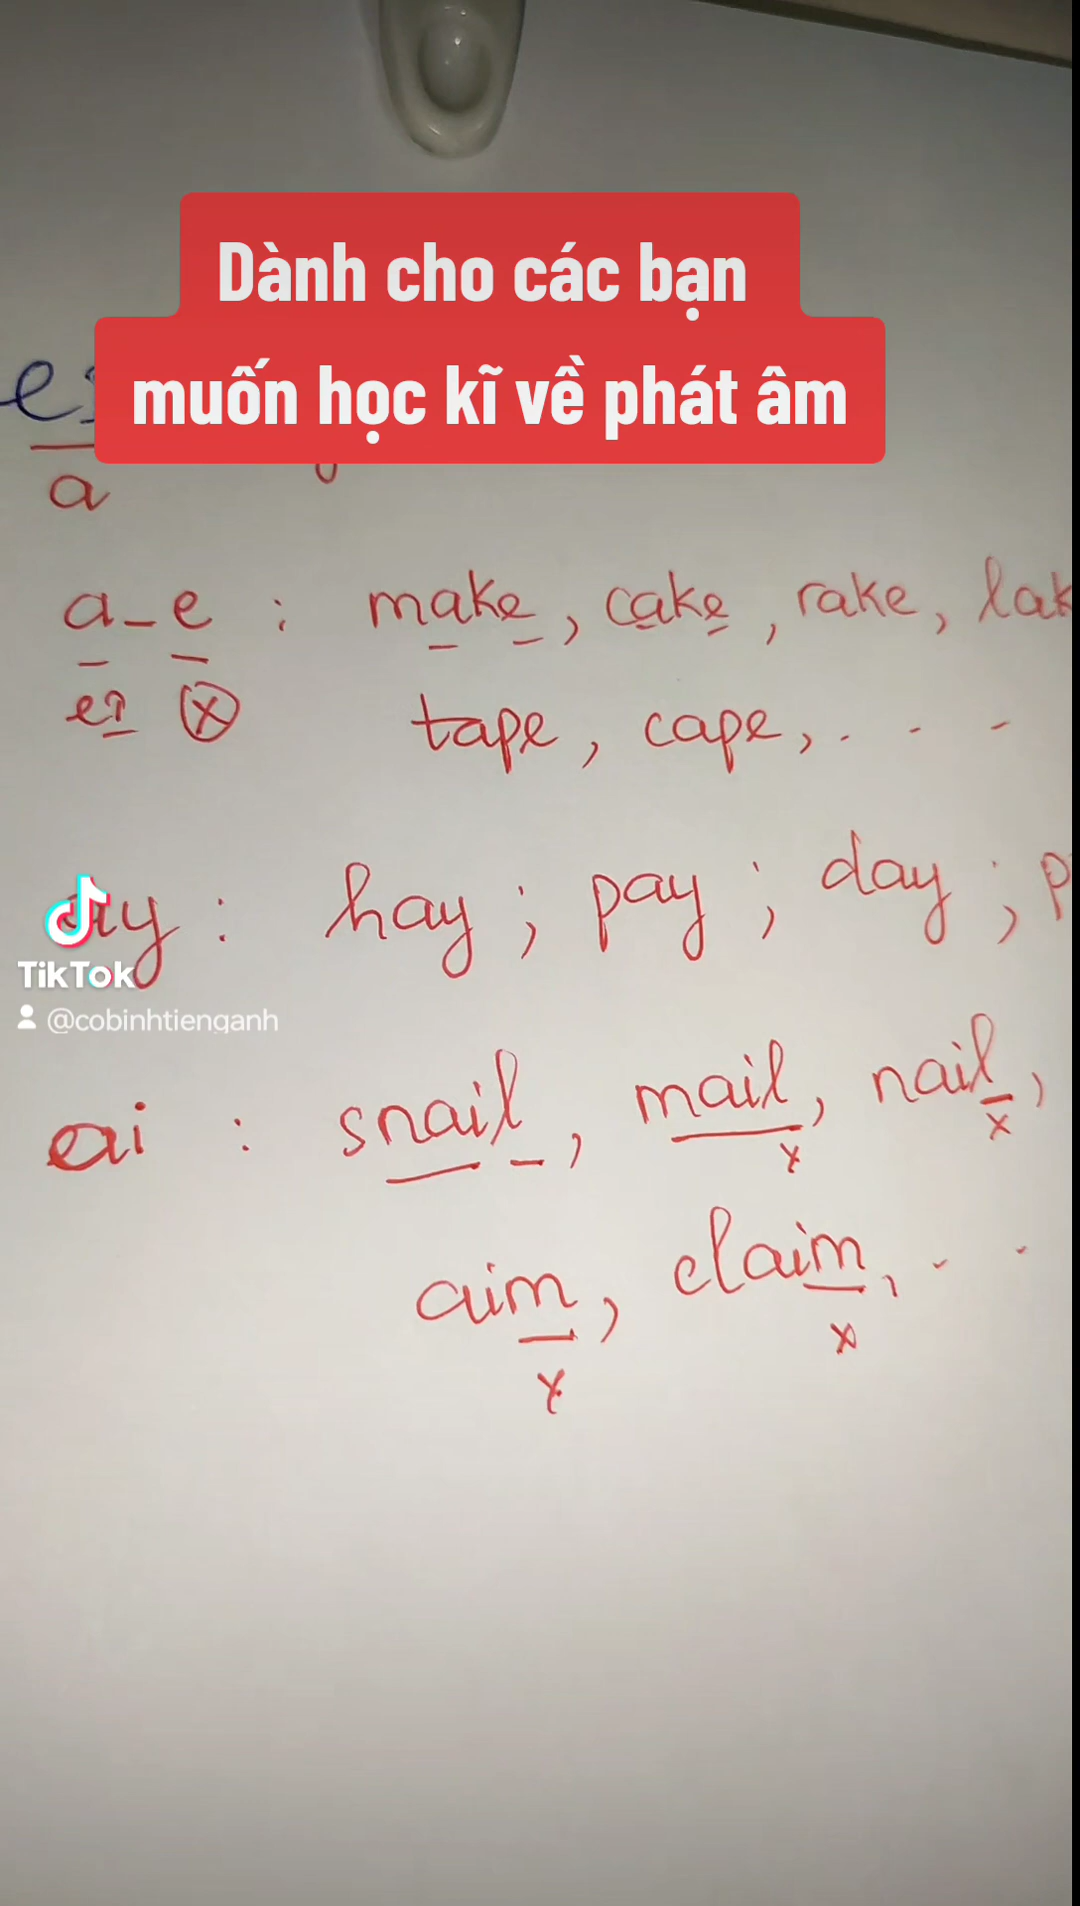 Dành cho các bạn
muốn học kĩ về phát âm
a
a_e : make, cake, rake,
eɪ x tape, cape, . . .
ay : hay ; pay ; day ;
TikTok
@cobinhtienganh
ai : snail, mail, nail,
x x
aim, claim, . .
x x